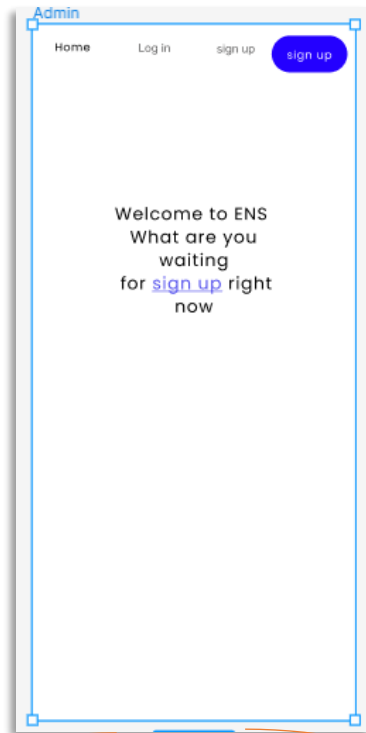 Admin
Home Log in sign up sign up
Welcome to ENS
What are you
waiting
for sign up right
now